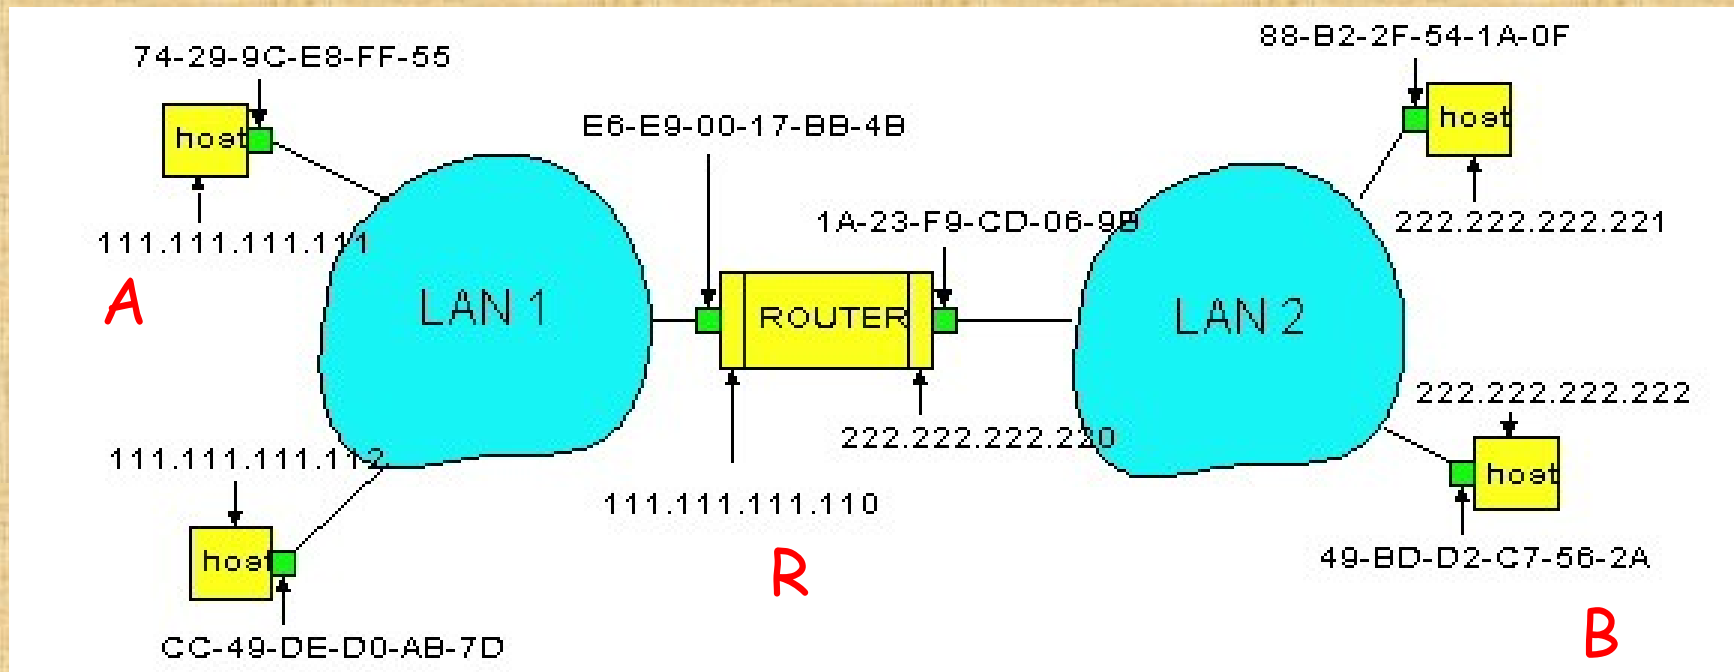 88-B2-2F-54-1A-0F
74-29-9C-E8-FF-55
host
host
E6-E9-00-17-BB-4B
1A-23-F9-CD-06-9B
111.111.111.111
222.222.222.221
A
LAN 1
ROUTER
LAN 2
222.222.222.222
222.222.222.220
111.111.111.112
host
111.111.111.110
host
49-BD-D2-C7-56-2A
R
B
CC-49-DE-D0-AB-7D